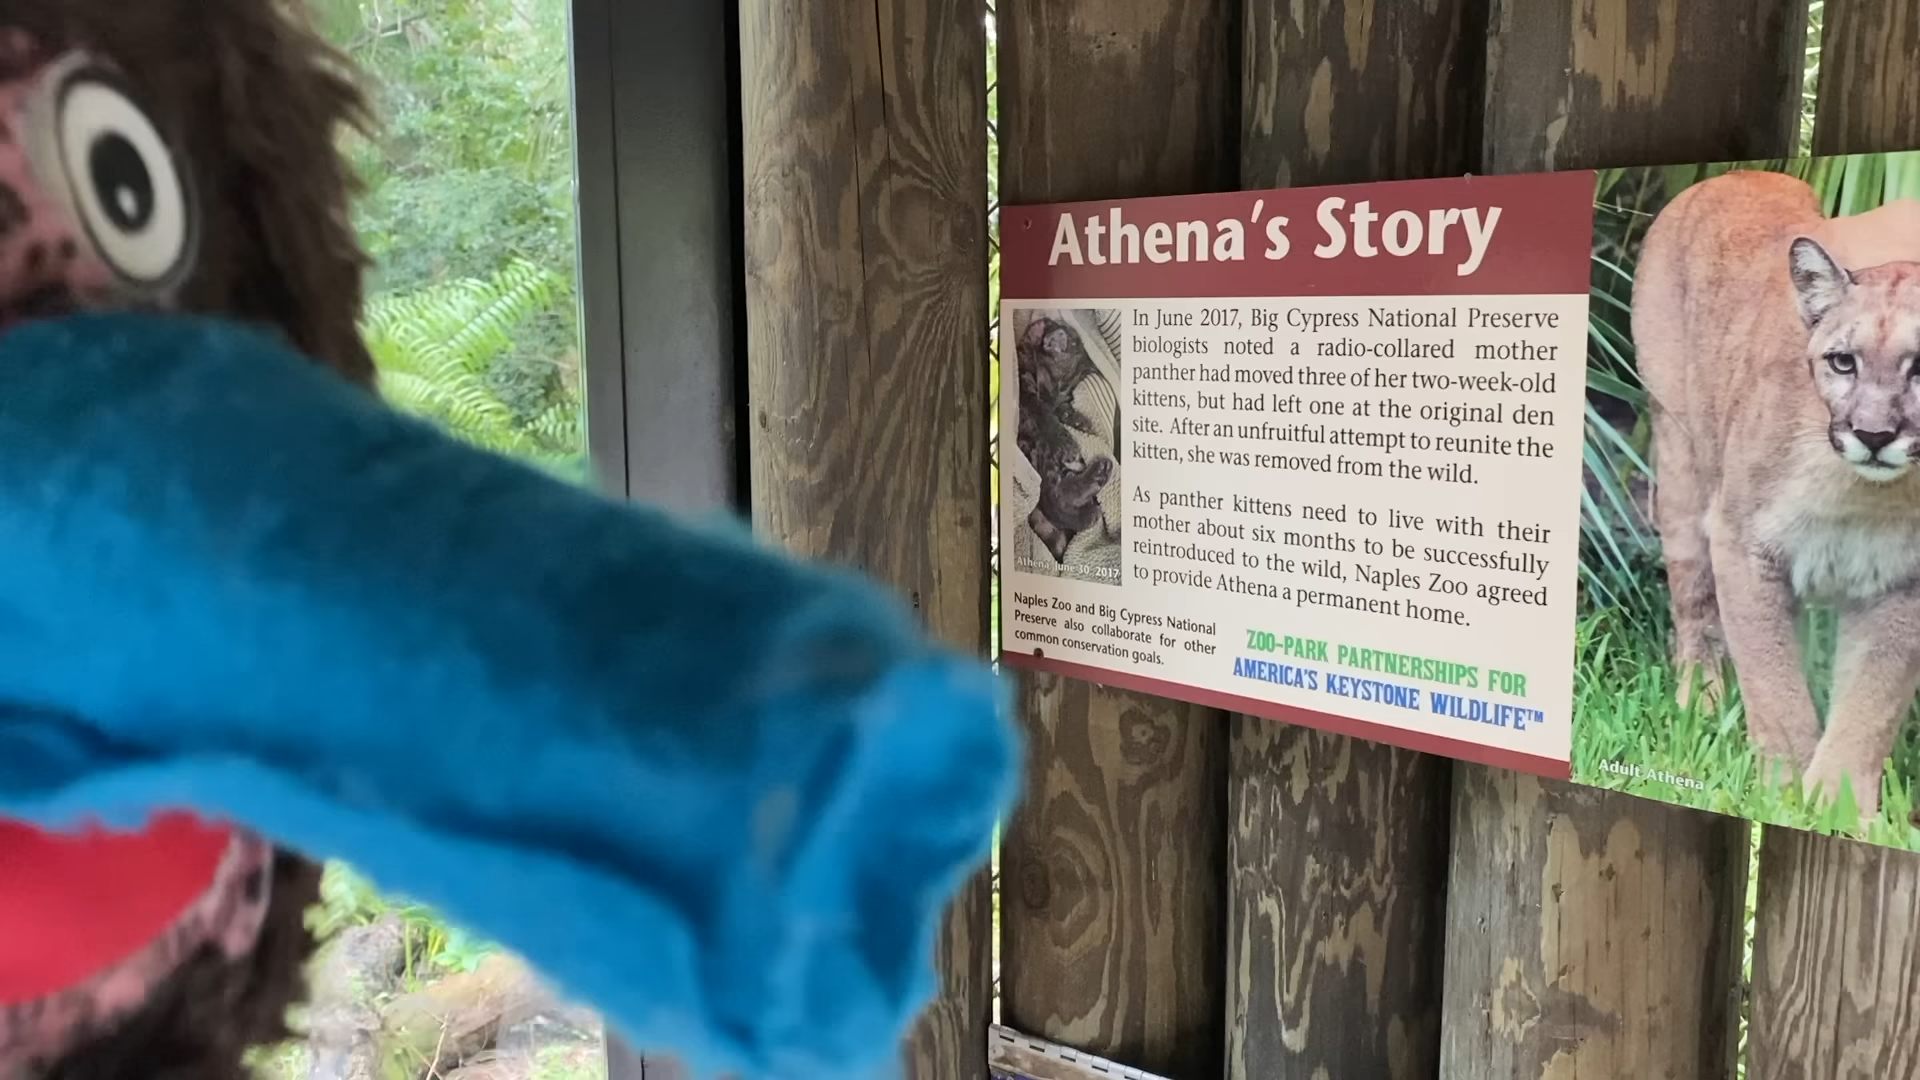 Athena's Story
In June 2017, Big Cypress National Preserve
biologists noted a radio-collared mother
panther had moved three of her two-week-old
kittens, but had left one at the original den
site. After an unfruitful attempt to reunite the
kitten, she was removed from the wild.
As panther kittens need to live with their
mother about six months to be successfully
reintroduced to the wild, Naples Zoo agreed
to provide Athena a permanent home.
Athena June 30, 2017
Naples Zoo and Big Cypress National
Preserve also collaborate for other
common conservation goals.
ZOO-PARK PARTNERSHIPS FOR
AMERICA'S KEYSTONE WILDLIFE™
Adult Athena